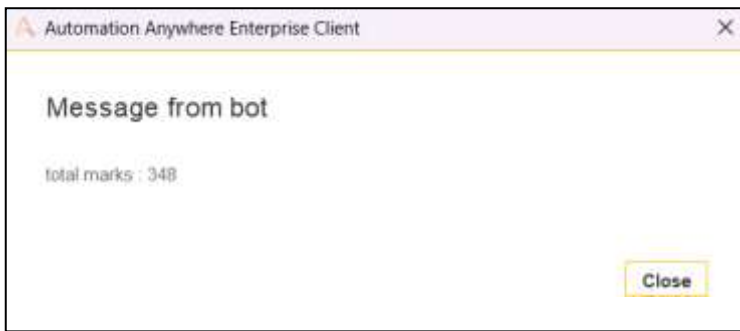 Automation Anywhere Enterprise Client
Message from bot
total marks : 348
Close